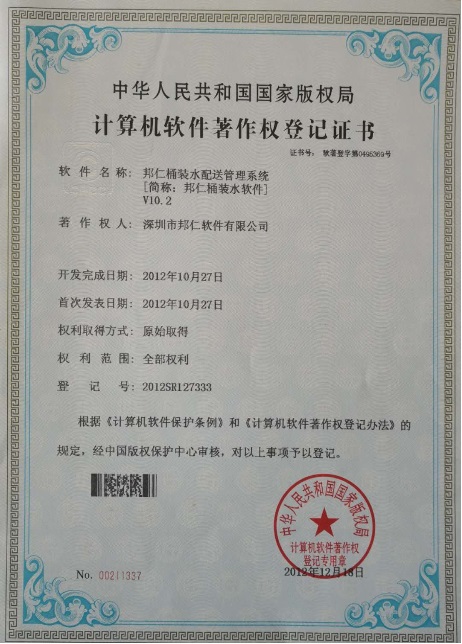 中华人民共和国国家版权局
计算机软件著作权登记证书
证书号： 软著登字第0495369号
软件名称： 邦仁桶装水配送管理系统
[简称：邦仁桶装水软件]
V10.2
著作权人： 深圳市邦仁软件有限公司
开发完成日期： 2012年10月27日
首次发表日期： 2012年10月27日
权利取得方式： 原始取得
权利范围： 全部权利
登记号： 2012SR127333
根据《计算机软件保护条例》和《计算机软件著作权登记办法》的
规定，经中国版权保护中心审核，对以上事项予以登记。
中华人民共和国国家版权局
计算机软件著作权
登记专用章
No. 00211337
2012年12月18日